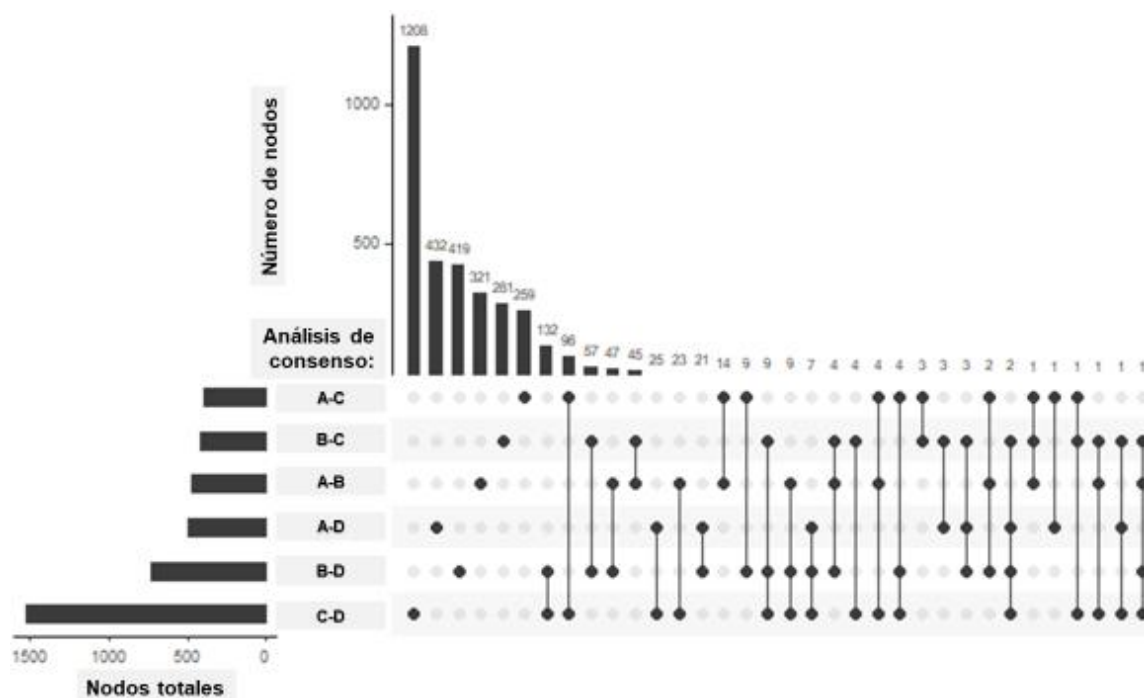 1208
1000
Número de nodos
500
432 419
321
281
259
132
96
57 47 45
25 23 21
14 9 9 9 7 4 4 4 4 3 3 3 2 2 1 1 1 1 1 1
Análisis de
consenso:
A-C
B-C
A-B
A-D
B-D
C-D
1500 1000 500 0
Nodos totales